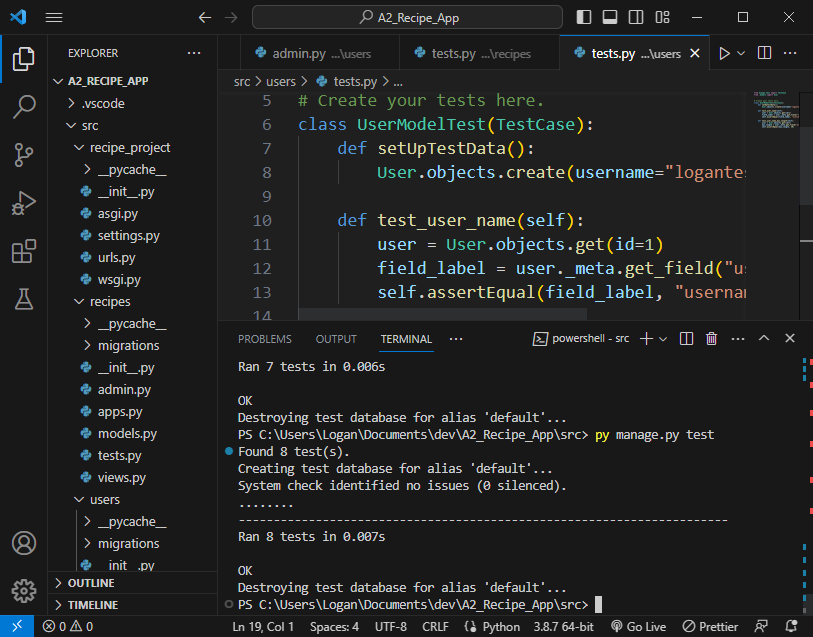 A2_Recipe_App
EXPLORER
A2_RECIPE_APP
.vscode
src
recipe_project
__pycache__
__init__.py
asgi.py
settings.py
urls.py
wsgi.py
recipes
__pycache__
migrations
__init__.py
admin.py
apps.py
models.py
tests.py
views.py
users
__pycache__
migrations
__init__.py
OUTLINE
TIMELINE
admin.py ...\users
tests.py ...\recipes
tests.py ...\users
src > users > tests.py > ...
5 # Create your tests here.
6 class UserModelTest(TestCase):
7 def setUpTestData():
8 User.objects.create(username="logantes
9
10 def test_user_name(self):
11 user = User.objects.get(id=1)
12 field_label = user._meta.get_field("us
13 self.assertEqual(field_label, "usernam
14
PROBLEMS OUTPUT TERMINAL ... powershell - src
Ran 7 tests in 0.006s
OK
Destroying test database for alias 'default'...
PS C:\Users\Logan\Documents\dev\A2_Recipe_App\src> py manage.py test
Found 8 test(s).
Creating test database for alias 'default'...
System check identified no issues (0 silenced).
........
----------------------------------------------------------------------
Ran 8 tests in 0.007s
OK
Destroying test database for alias 'default'...
PS C:\Users\Logan\Documents\dev\A2_Recipe_App\src>
0 0 Ln 19, Col 1 Spaces: 4 UTF-8 CRLF Python 3.8.7 64-bit Go Live Prettier